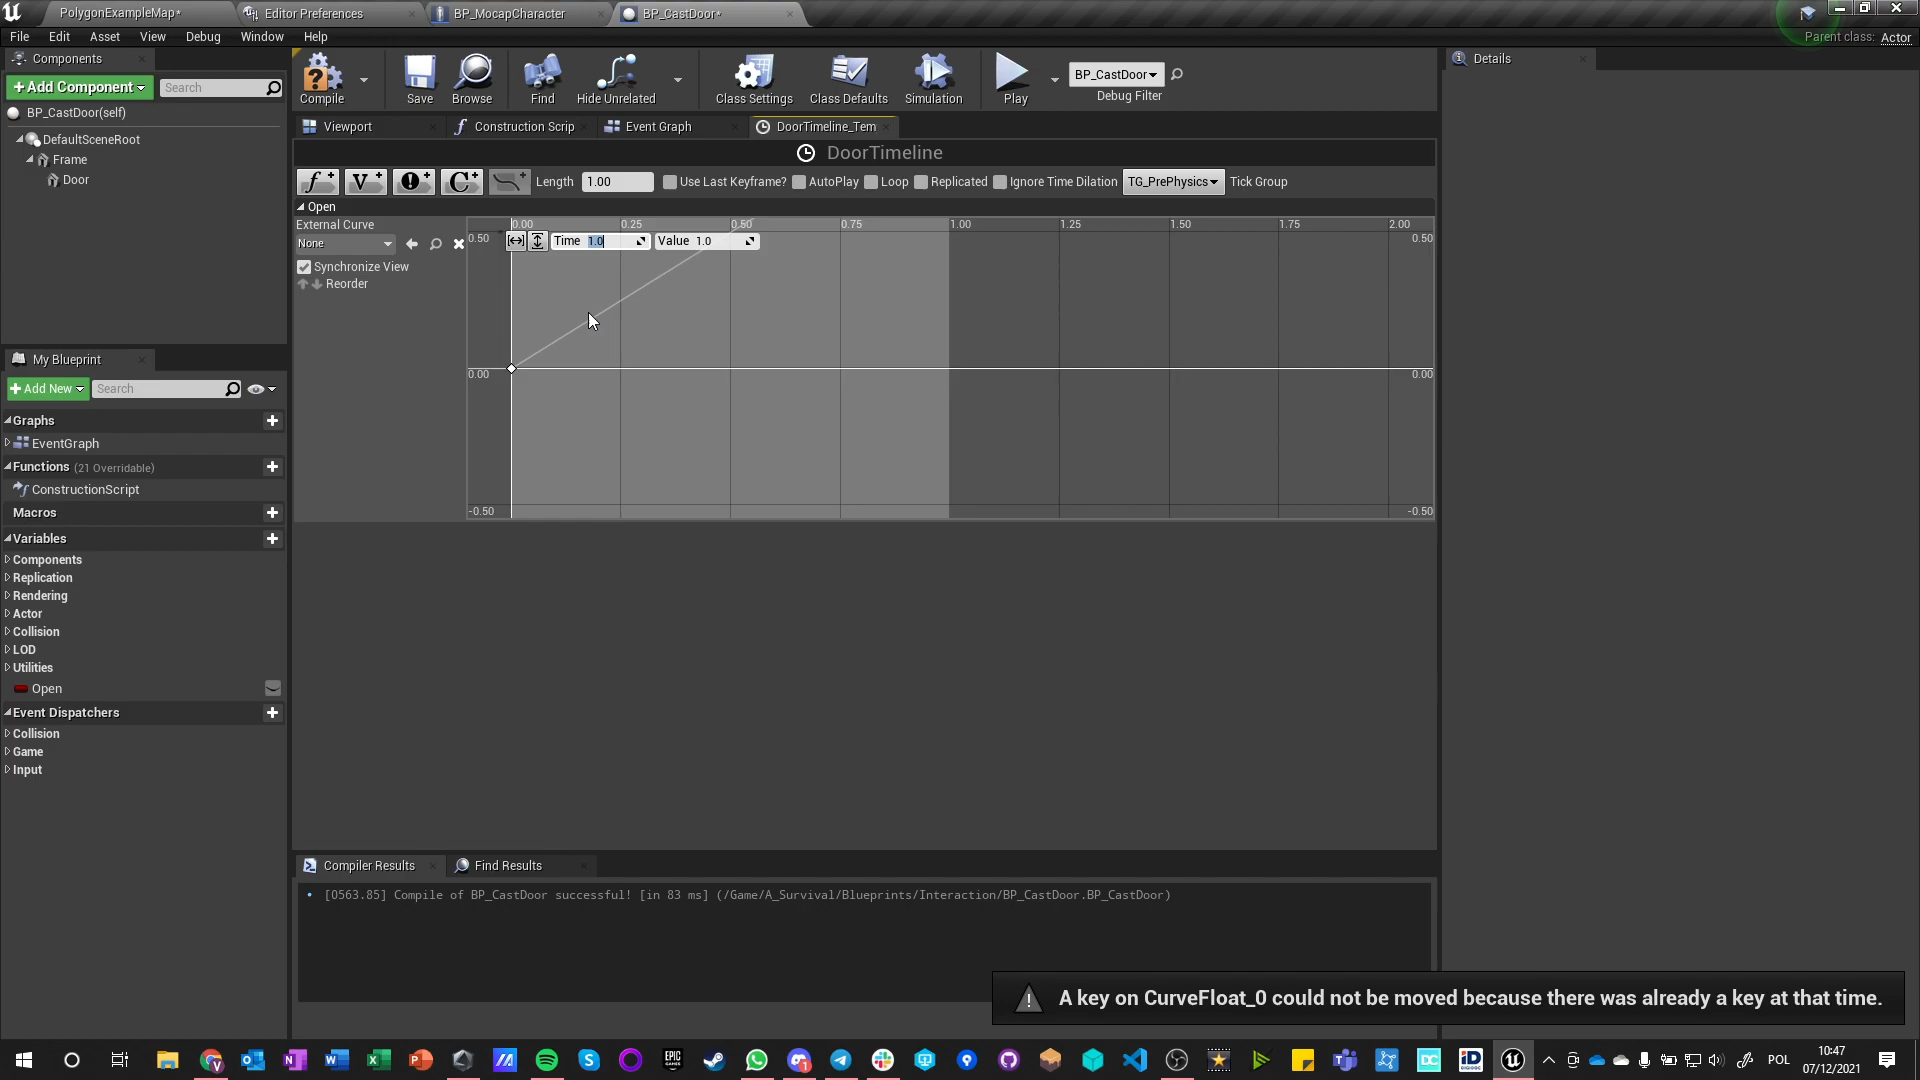 PolygonExampleMap*
Editor Preferences
BP_MocapCharacter
BP_CastDoor*
File Edit Asset View Debug Window Help
Parent class: Actor
Components
+Add Component
Search
BP_CastDoor(self)
DefaultSceneRoot
Frame
Door
Compile
Save
Browse
Find
Hide Unrelated
Class Settings
Class Defaults
Simulation
Play
BP_CastDoor
Debug Filter
Details
Viewport
Construction Scrip
Event Graph
DoorTimeline_Tem
DoorTimeline
Length 1.00 Use Last Keyframe? AutoPlay Loop Replicated Ignore Time Dilation TG_PrePhysics Tick Group
Open
External Curve
None
Synchronize View
Reorder
0.00 0.25 0.50 0.75 1.00 1.25 1.50 1.75 2.00
0.50 Time 1.0 Value 1.0 0.50
0.00 0.00
-0.50 -0.50
My Blueprint
+Add New
Search
Graphs
EventGraph
Functions (21 Overridable)
ConstructionScript
Macros
Variables
Components
Replication
Rendering
Actor
Collision
LOD
Utilities
Open
Event Dispatchers
Collision
Game
Input
Compiler Results
Find Results
[0563.85] Compile of BP_CastDoor successful! [in 83 ms] (/Game/A_Survival/Blueprints/Interaction/BP_CastDoor.BP_CastDoor)
A key on CurveFloat_0 could not be moved because there was already a key at that time.
POL
10:47
07/12/2021